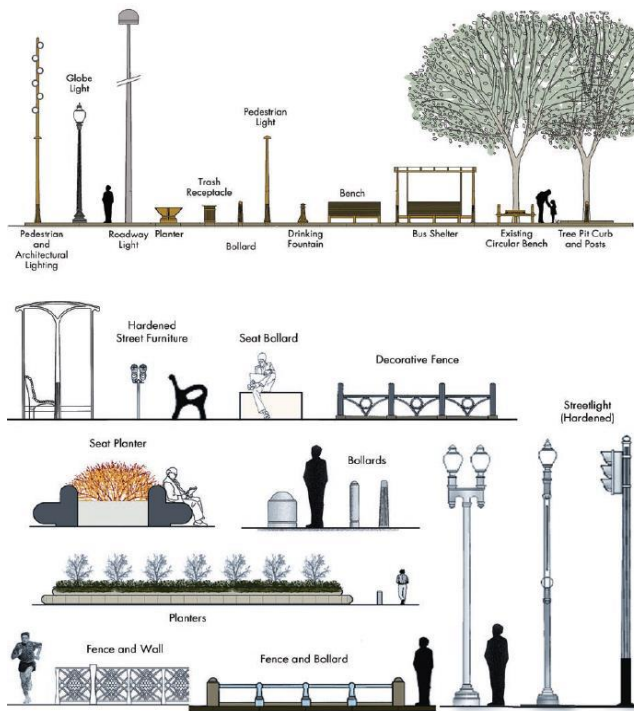 Globe
Light
Pedestrian
Light
Trash
Receptacle
Bench
Pedestrian
and
Architectural
Lighting
Roadway
Light
Planter
Bollard
Drinking
Fountain
Bus Shelter
Existing
Circular Bench
Tree Pit Curb
and Posts
Hardened
Street Furniture
Seat Bollard
Decorative Fence
Streetlight
(Hardened)
Seat Planter
Bollards
Planters
Fence and Wall
Fence and Bollard